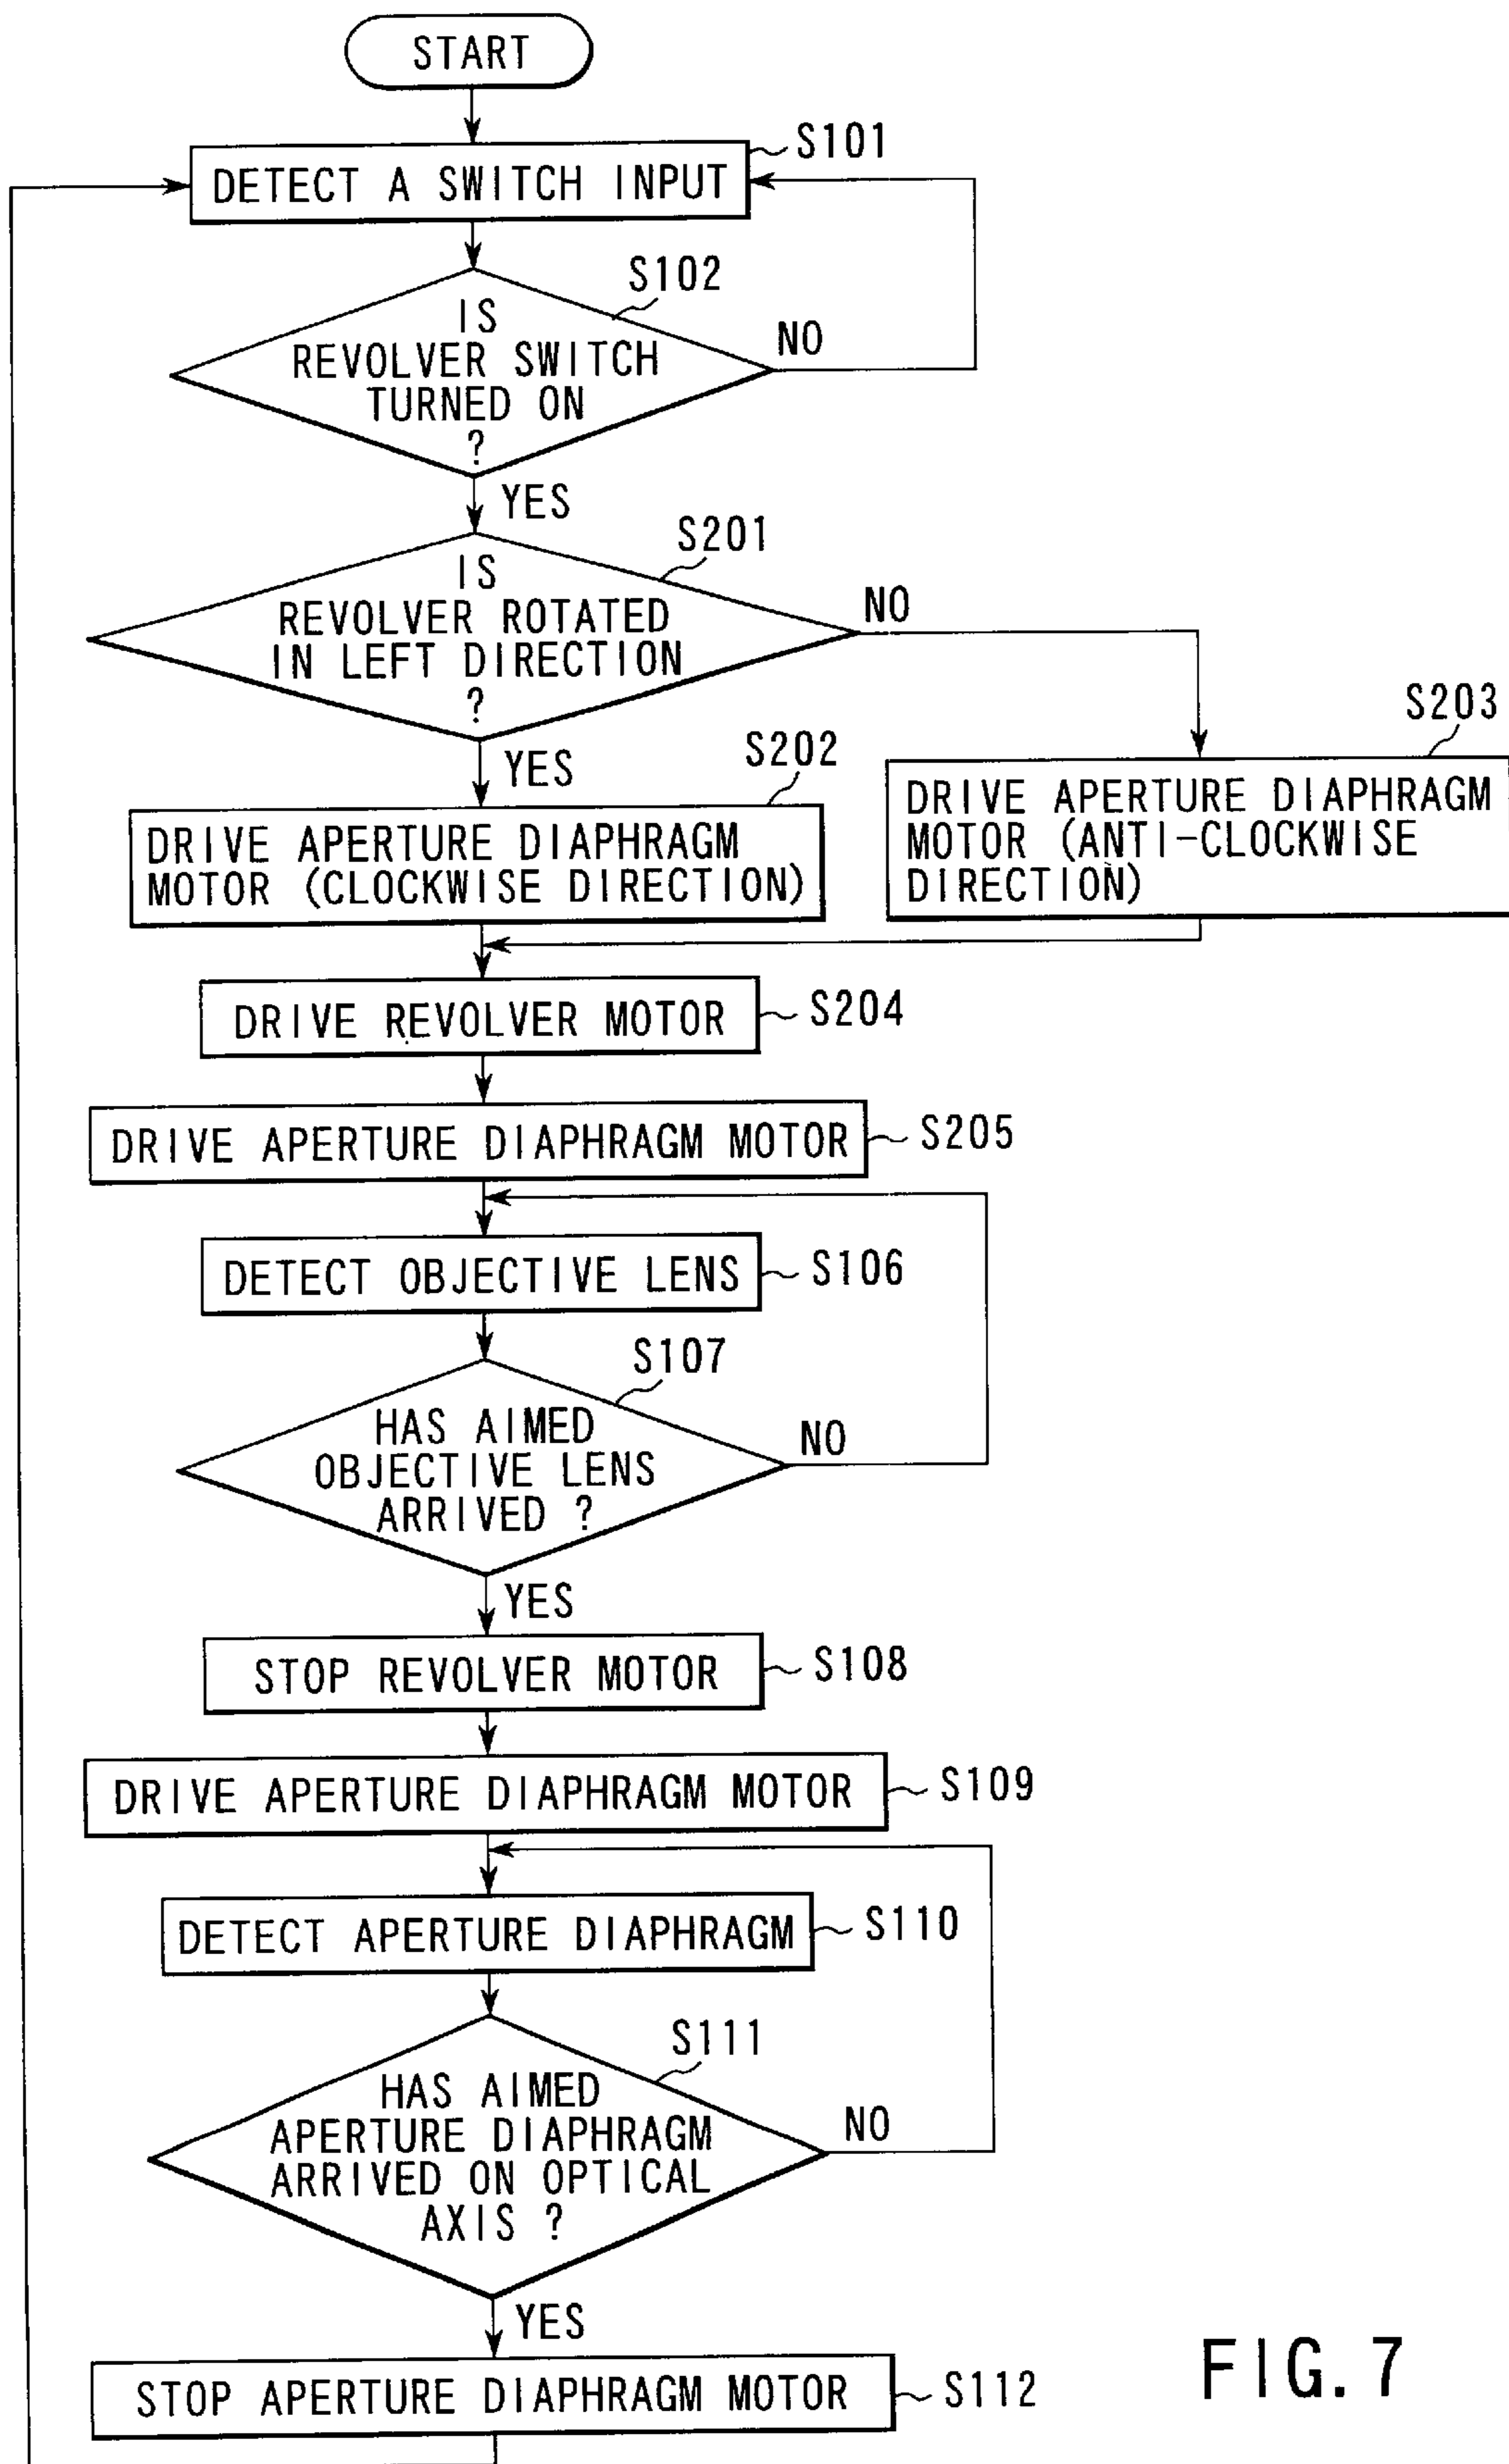 START
DETECT A SWITCH INPUT
S101
IS
REVOLVER SWITCH
TURNED ON
?
S102
NO
YES
IS
REVOLVER ROTATED
IN LEFT DIRECTION
?
S201
NO
YES
S202
DRIVE APERTURE DIAPHRAGM
MOTOR (CLOCKWISE DIRECTION)
S203
DRIVE APERTURE DIAPHRAGM
MOTOR (ANTI-CLOCKWISE
DIRECTION)
DRIVE REVOLVER MOTOR
S204
DRIVE APERTURE DIAPHRAGM MOTOR
S205
DETECT OBJECTIVE LENS
S106
S107
HAS AIMED
OBJECTIVE LENS
ARRIVED ?
NO
YES
STOP REVOLVER MOTOR
S108
DRIVE APERTURE DIAPHRAGM MOTOR
S109
DETECT APERTURE DIAPHRAGM
S110
S111
HAS AIMED
APERTURE DIAPHRAGM
ARRIVED ON OPTICAL
AXIS ?
NO
YES
STOP APERTURE DIAPHRAGM MOTOR
S112
FIG. 7